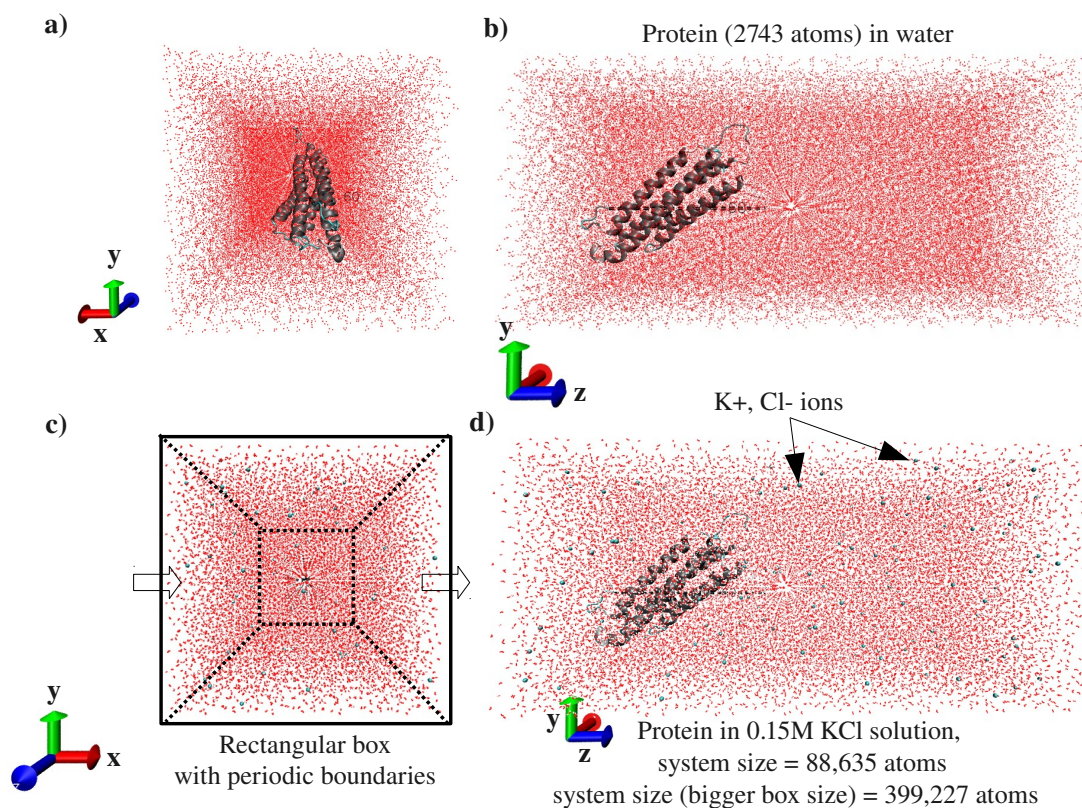 a)
b)
Protein (2743 atoms) in water
y
x
y
z
c)
d)
K+, Cl- ions
y
x
Rectangular box
with periodic boundaries
y
z
Protein in 0.15M KCl solution,
system size = 88,635 atoms
system size (bigger box size) = 399,227 atoms